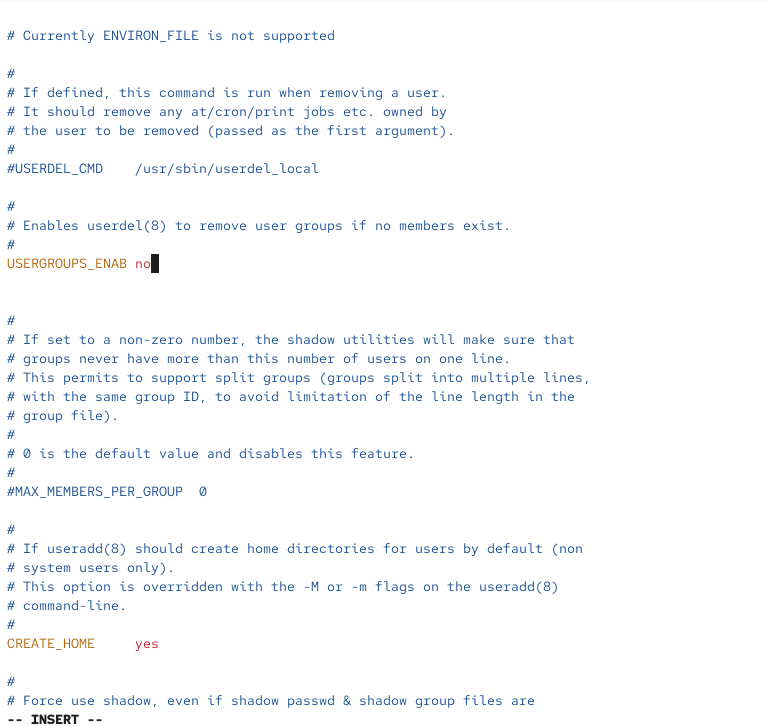 # Currently ENVIRON_FILE is not supported
#
# If defined, this command is run when removing a user.
# It should remove any at/cron/print jobs etc. owned by
# the user to be removed (passed as the first argument).
#
#USERDEL_CMD    /usr/sbin/userdel_local
#
# Enables userdel(8) to remove user groups if no members exist.
#
USERGROUPS_ENAB no
#
# If set to a non-zero number, the shadow utilities will make sure that
# groups never have more than this number of users on one line.
# This permits to support split groups (groups split into multiple lines,
# with the same group ID, to avoid limitation of the line length in the
# group file).
#
# 0 is the default value and disables this feature.
#
#MAX_MEMBERS_PER_GROUP  0
#
# If useradd(8) should create home directories for users by default (non
# system users only).
# This option is overridden with the -M or -m flags on the useradd(8)
# command-line.
#
CREATE_HOME     yes
#
# Force use shadow, even if shadow passwd & shadow group files are
-- INSERT --